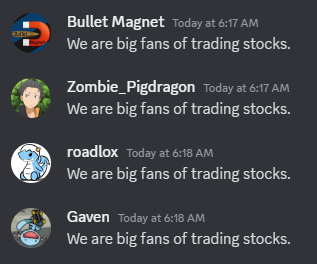 Bullet Magnet Today at 6:17 AM
We are big fans of trading stocks.
Zombie_Pigdragon Today at 6:17 AM
We are big fans of trading stocks.
roadlox Today at 6:18 AM
We are big fans of trading stocks.
Gaven Today at 6:18 AM
We are big fans of trading stocks.